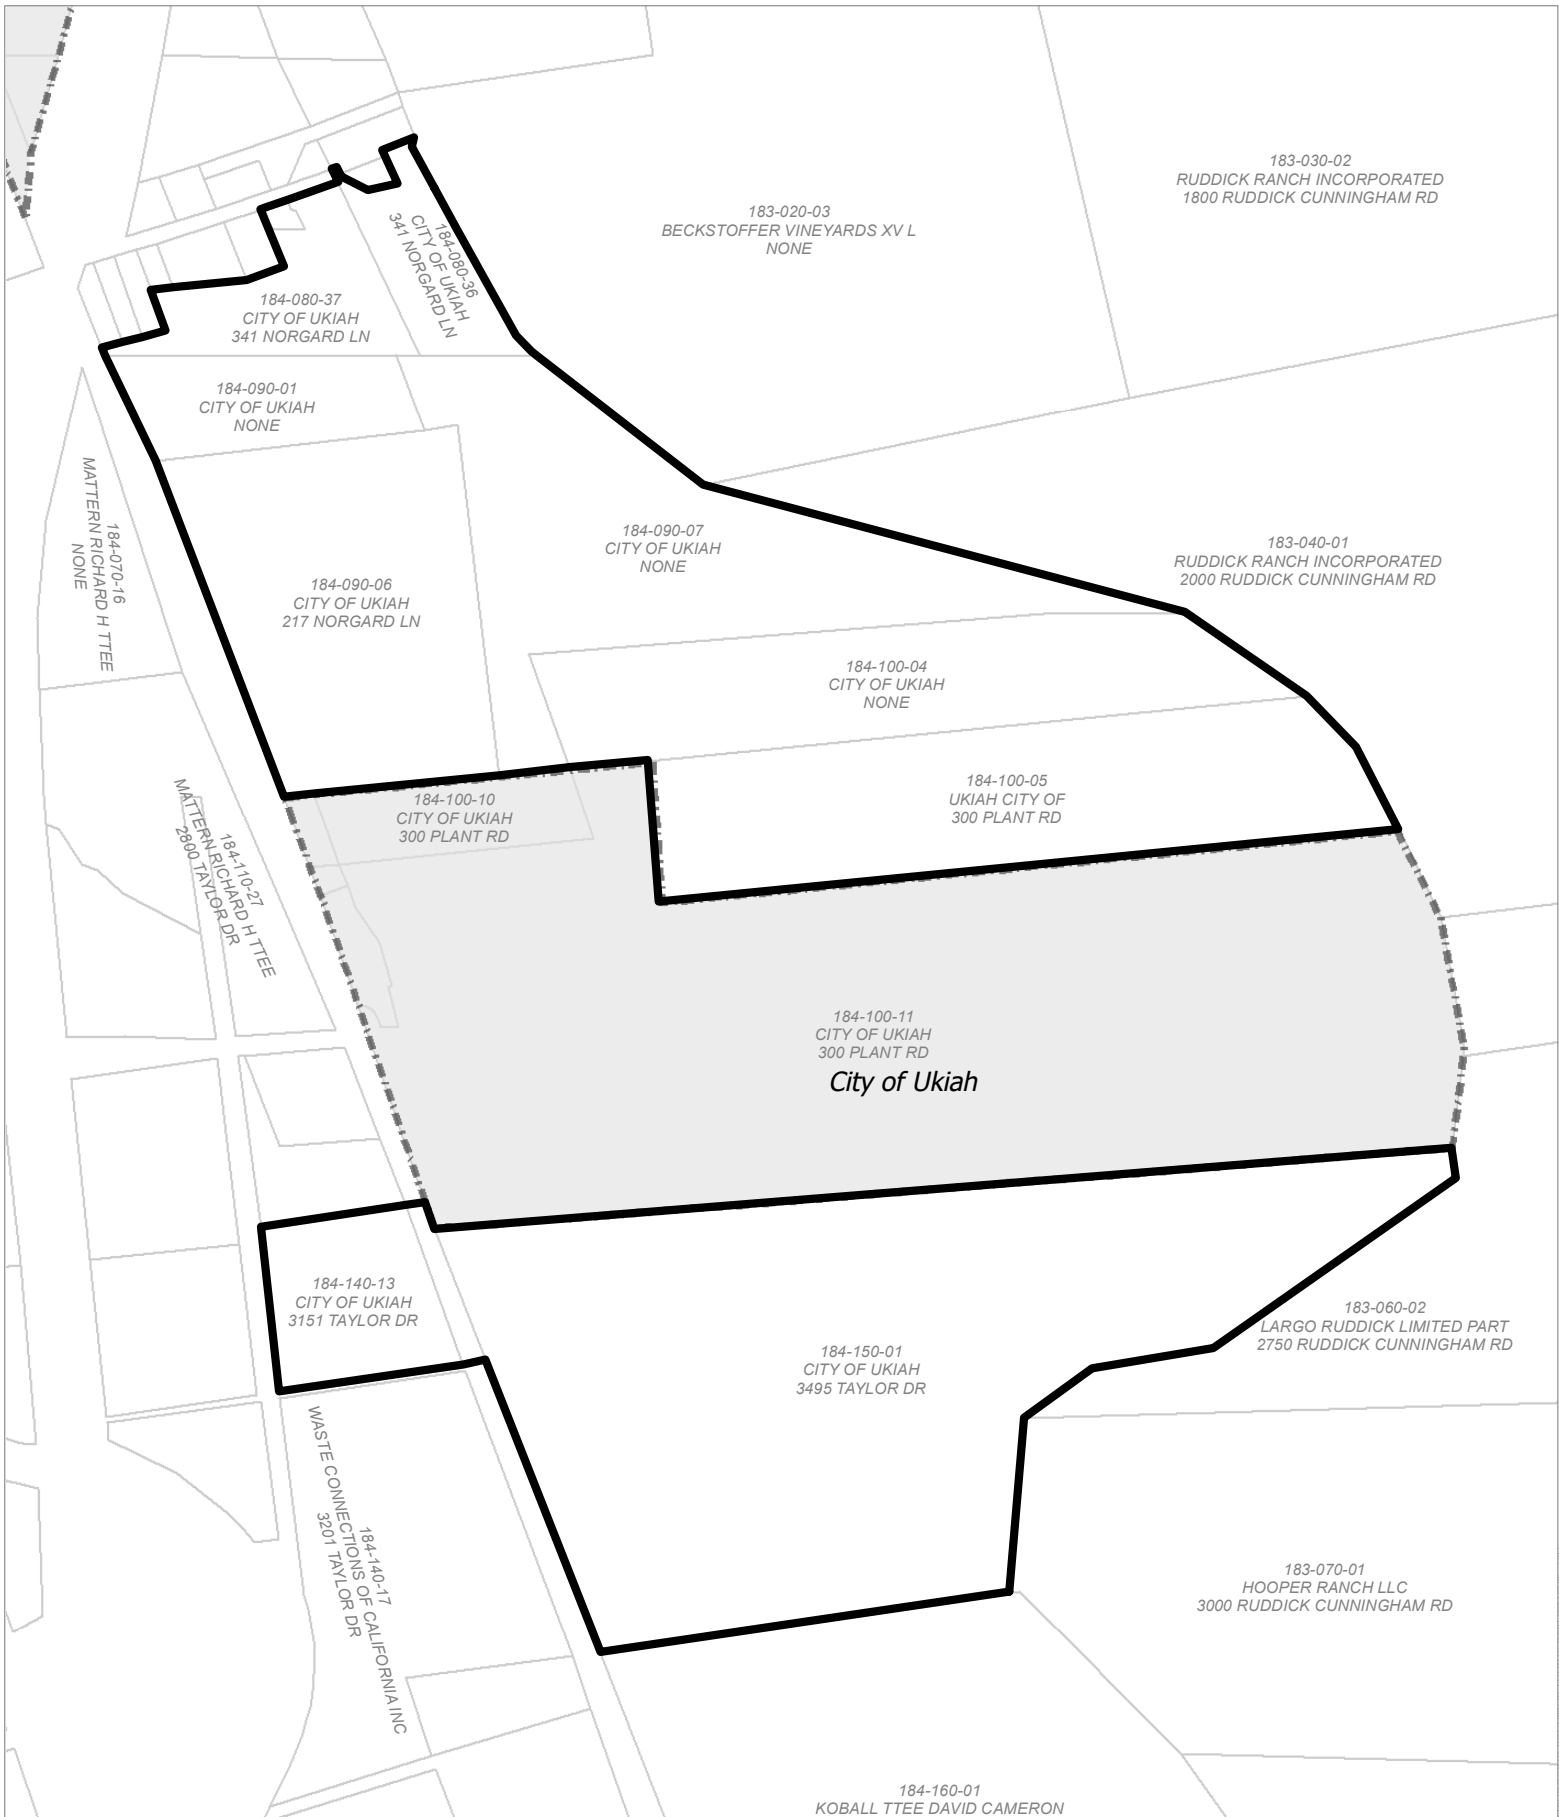 183-030-02
RUDDICK RANCH INCORPORATED
1800 RUDDICK CUNNINGHAM RD
183-020-03
BECKSTOFFER VINEYARDS XV L
NONE
184-080-36
CITY OF UKIAH
341 NORGARD LN
184-080-37
CITY OF UKIAH
341 NORGARD LN
184-090-01
CITY OF UKIAH
NONE
184-070-16
MATTERN RICHARD H TTEE
NONE
184-090-07
CITY OF UKIAH
NONE
183-040-01
RUDDICK RANCH INCORPORATED
2000 RUDDICK CUNNINGHAM RD
184-090-06
CITY OF UKIAH
217 NORGARD LN
184-100-04
CITY OF UKIAH
NONE
184-100-05
UKIAH CITY OF
300 PLANT RD
184-100-10
CITY OF UKIAH
300 PLANT RD
184-110-27
MATTERN RICHARD H TTEE
2800 TAYLOR DR
184-100-11
CITY OF UKIAH
300 PLANT RD
City of Ukiah
184-140-13
CITY OF UKIAH
3151 TAYLOR DR
183-060-02
LARGO RUDDICK LIMITED PART
2750 RUDDICK CUNNINGHAM RD
184-150-01
CITY OF UKIAH
3495 TAYLOR DR
184-140-17
WASTE CONNECTIONS OF CALIFORNIA INC
3201 TAYLOR DR
183-070-01
HOOPER RANCH LLC
3000 RUDDICK CUNNINGHAM RD
184-160-01
KOBALL TTEE DAVID CAMERON